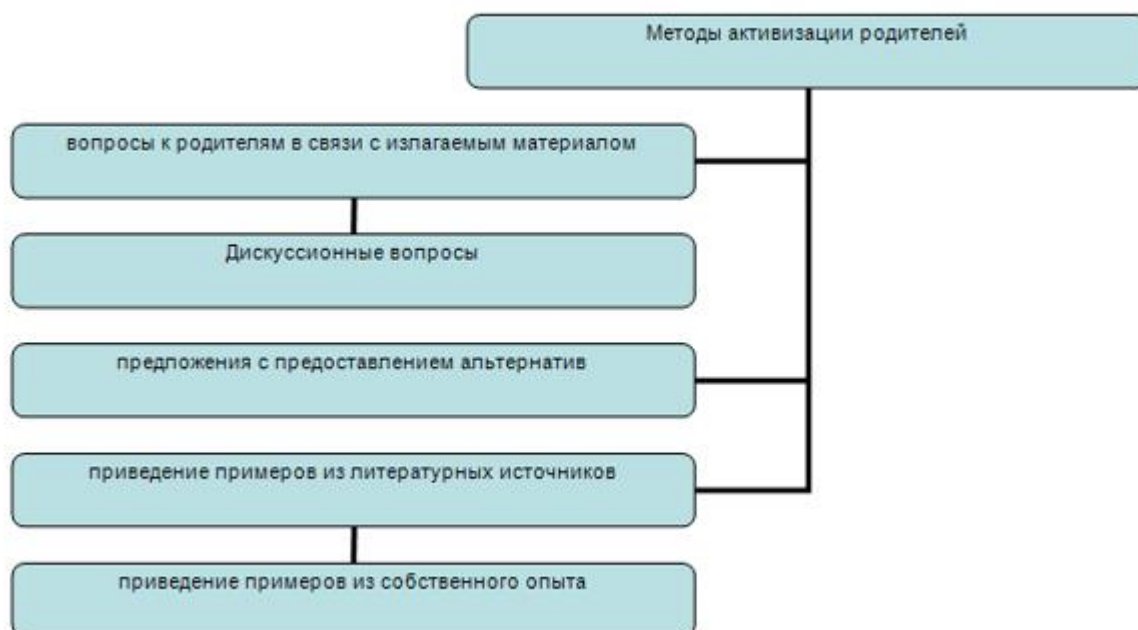 Методы активизации родителей
вопросы к родителям в связи с излагаемым материалом
Дискуссионные вопросы
предложения с предоставлением альтернатив
приведение примеров из литературных источников
приведение примеров из собственного опыта